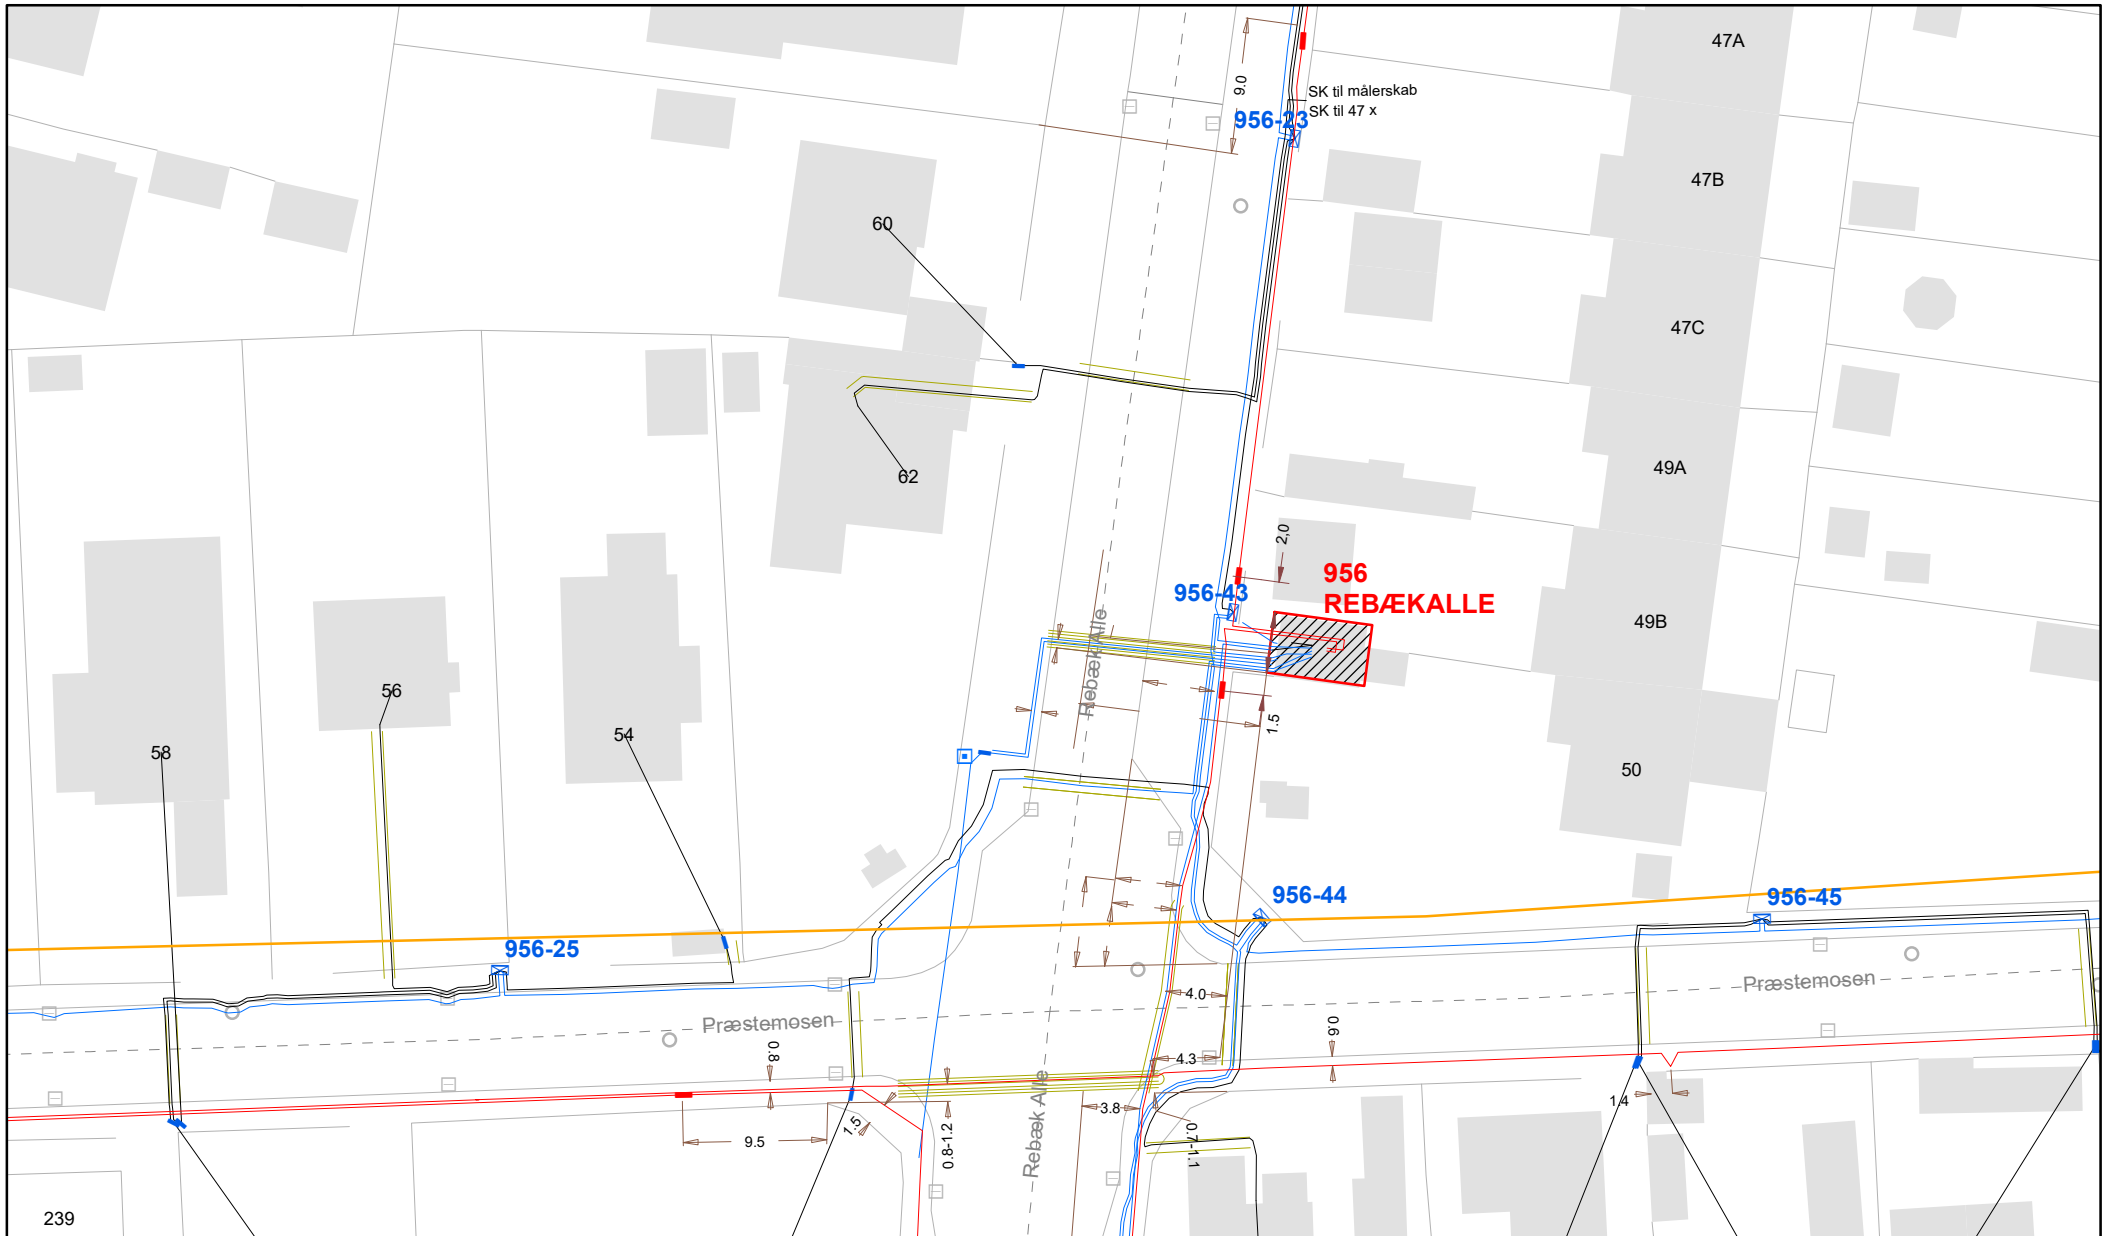 47A
9.0
SK til målerskab
SK til 47 x
956-23
47B
60
47C
49A
62
2,0
956
REBÆKALLE
956-43
49B
Rebæk Alle
56
1.5
54
58
50
956-44
956-45
956-25
Præstemosen
4.0
Præstemosen
0.6
0.8
4.3
Rebæk Alle
3.8
1.4
1.5
9.5
0.8-1.2
0.7-1.1
239